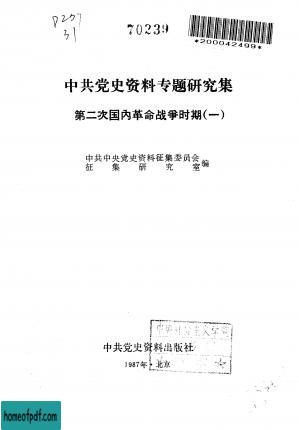 D237
31
70239
*200042499*
中共党史资料专题研究集
第二次国内革命战争时期(一)
中共中央党史资料征集委员会
征集研究室 编
中共党史资料出版社
1987年·北京
homeofpdf.com